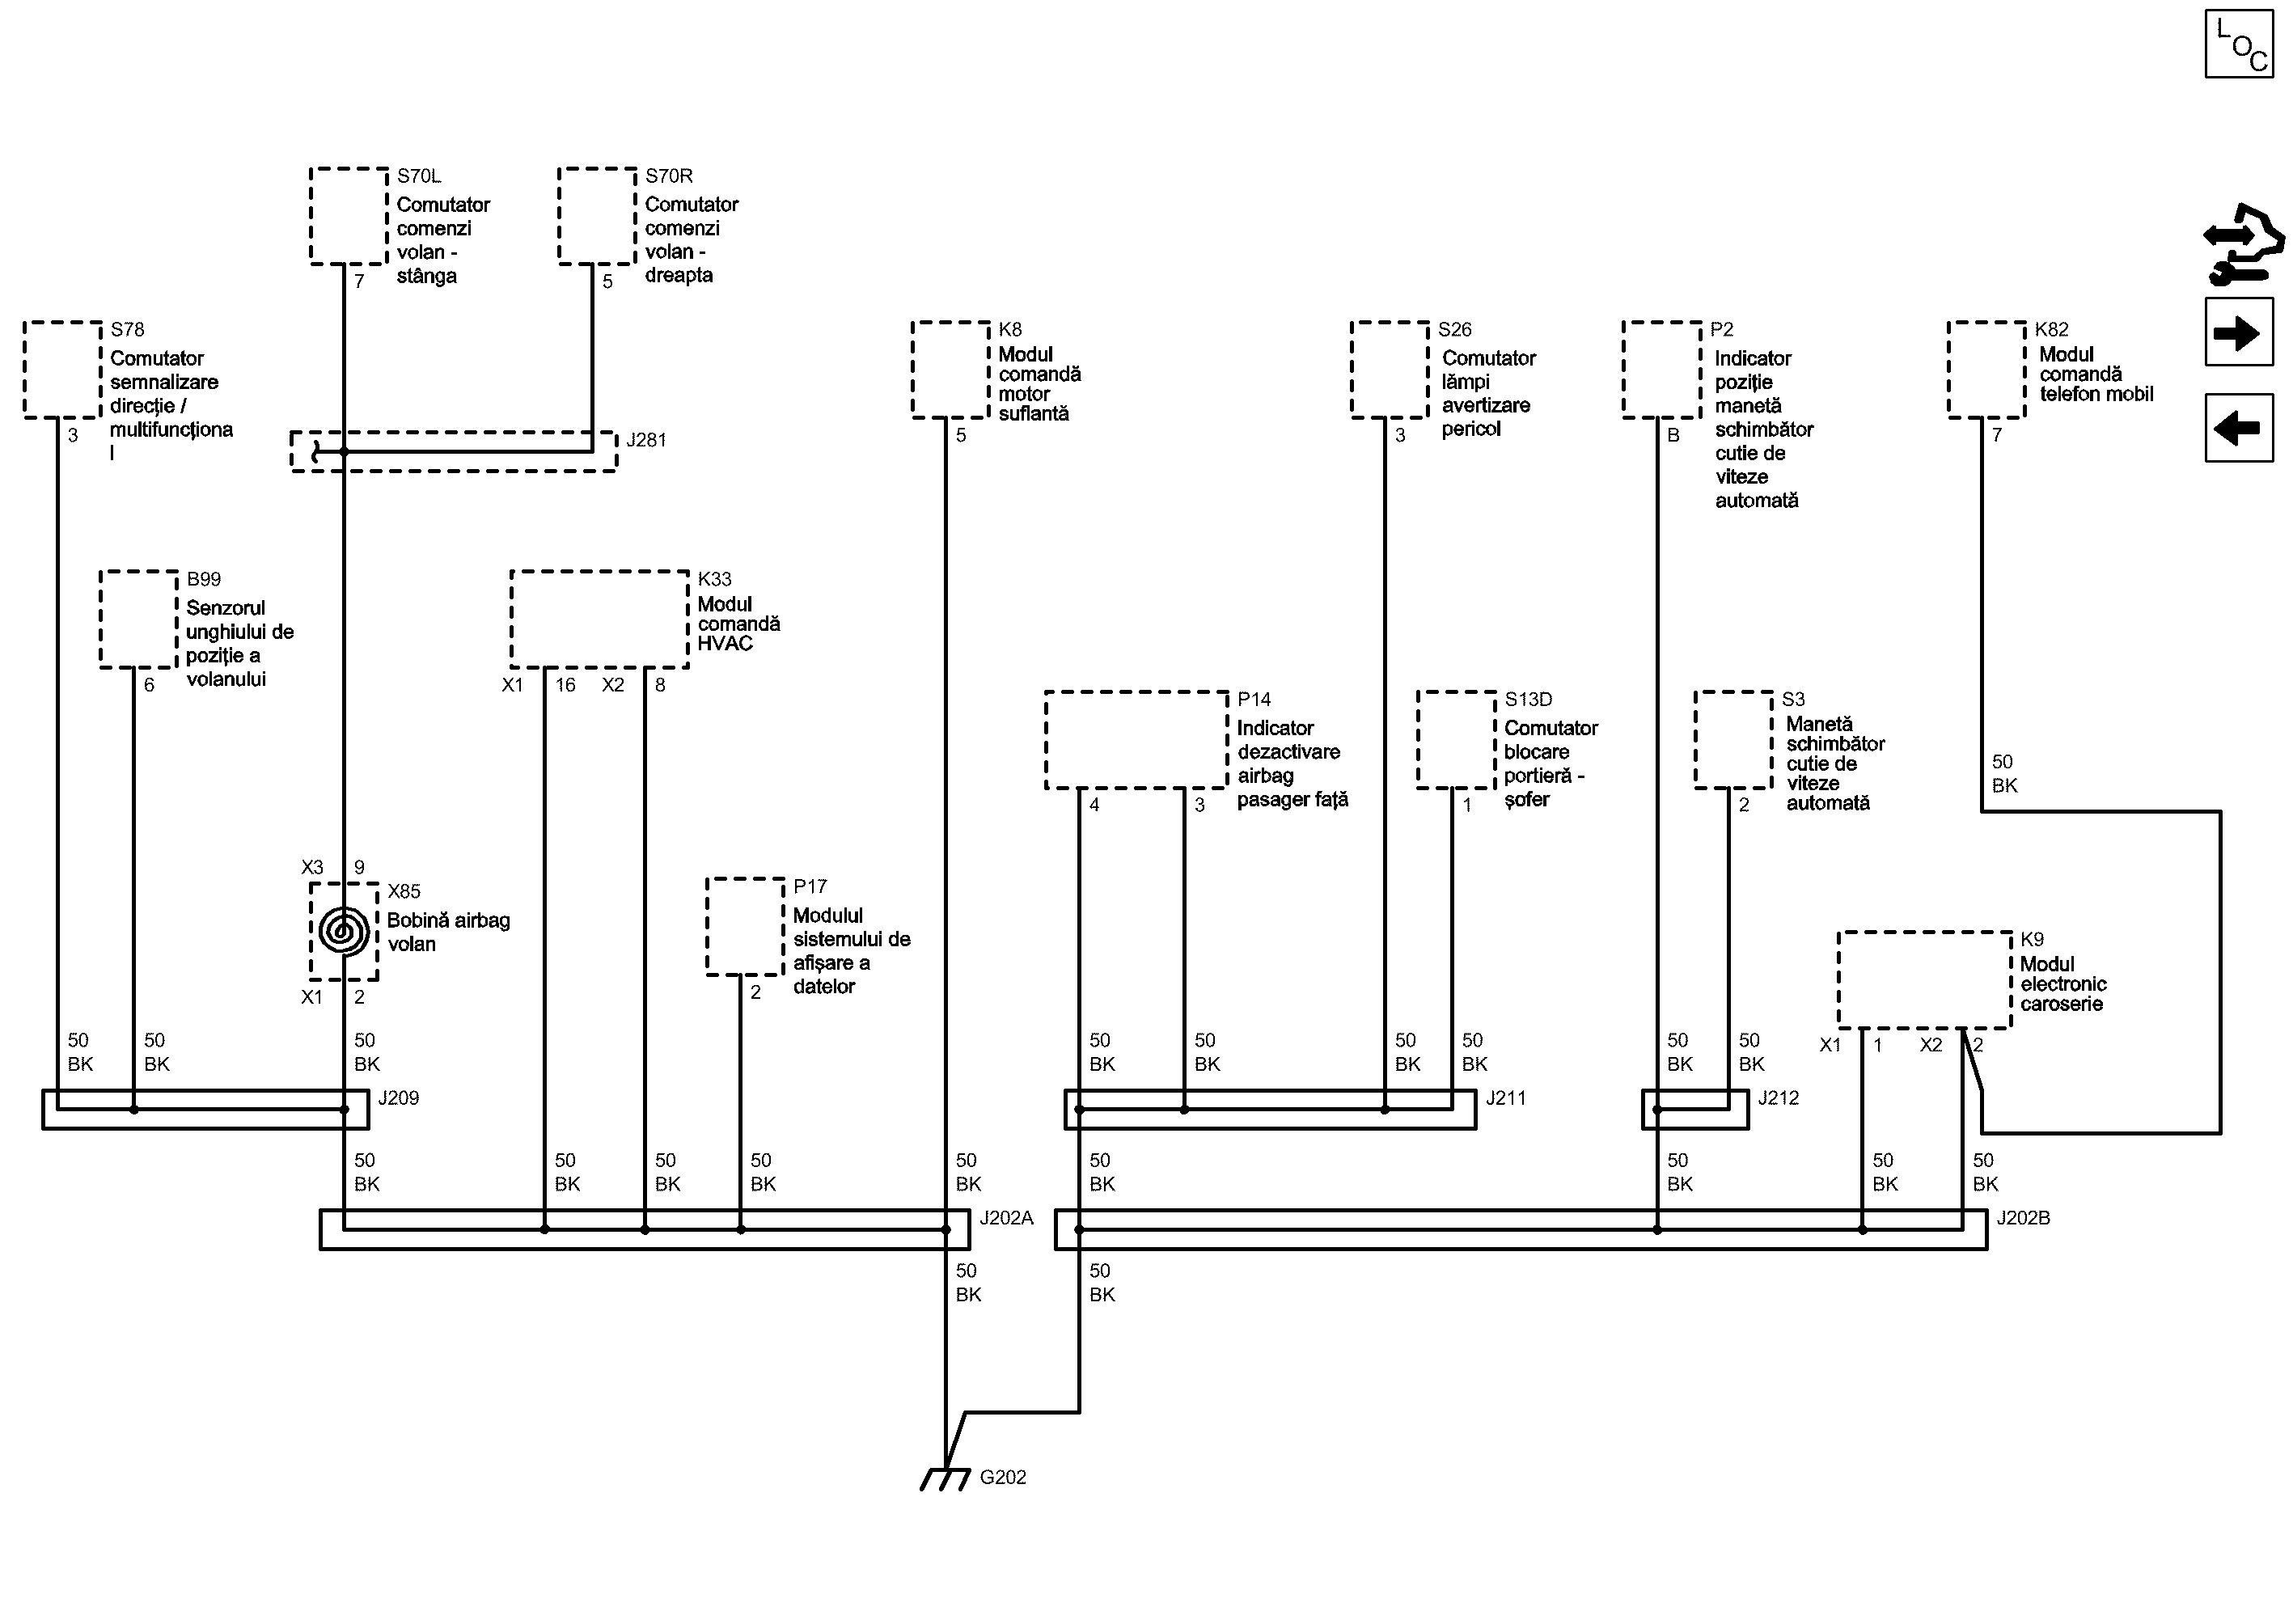 L
O
C
S70L
Comutator
comenzi
volan -
stânga
7
S70R
Comutator
comenzi
volan -
dreapta
5
S78
Comutator
semnalizare
direcție /
multifuncționa
l
3
K8
Modul
comandă
motor
suflantă
5
S26
Comutator
lămpi
avertizare
pericol
3
P2
Indicator
poziție
manetă
schimbător
cutie de
viteze
automată
B
K82
Modul
comandă
telefon mobil
7
J281
B99
Senzorul
unghiului de
poziție a
volanului
6
K33
Modul
comandă
HVAC
X1 16 X2 8
P14
Indicator
dezactivare
airbag
pasager față
4 3
S13D
Comutator
blocare
portieră -
șofer
1
S3
Manetă
schimbător
cutie de
viteze
automată
2
50
BK
X3 9
X85
Bobină airbag
volan
X1 2
P17
Modulul
sistemului de
afișare a
datelor
2
K9
Modul
electronic
caroserie
X1 1 X2 2
50 50 50 50 50 50 50 50 50
BK BK BK BK BK BK BK BK BK
J209 J211 J212
50 50 50 50 50 50 50 50 50
BK BK BK BK BK BK BK BK BK
J202A J202B
50 50
BK BK
G202